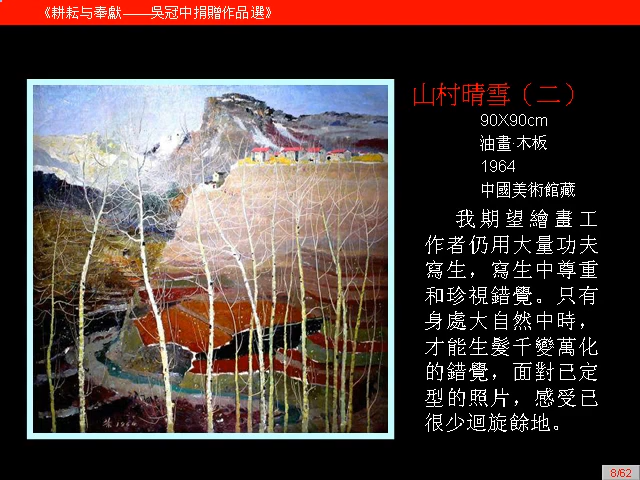 《耕耘与奉獻——吳冠中捐贈作品選》
山村晴雪（二）
90X90cm
油畫·木板
1964
中國美術館藏
我期望繪畫工
作者仍用大量功夫
寫生，寫生中尊重
和珍視錯覺。只有
身處大自然中時，
才能生髮千變萬化
的錯覺，面對已定
型的照片，感受已
很少迴旋餘地。
1964
8/62